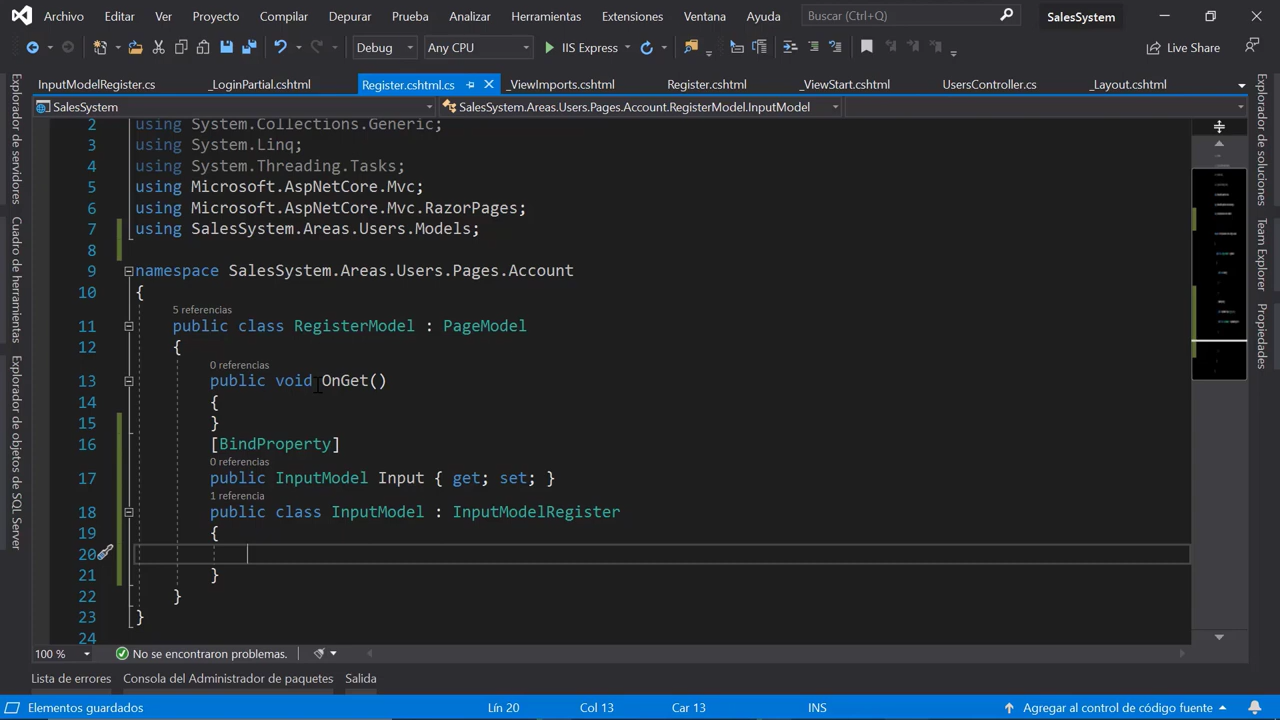 Archivo Editar Ver Proyecto Compilar Depurar Prueba Analizar Herramientas Extensiones Ventana Ayuda Buscar (Ctrl+Q) SalesSystem
Debug Any CPU IIS Express Live Share
InputModelRegister.cs _LoginPartial.cshtml Register.cshtml.cs _ViewImports.cshtml Register.cshtml _ViewStart.cshtml UsersController.cs _Layout.cshtml
SalesSystem SalesSystem.Areas.Users.Pages.Account.RegisterModel.InputModel
Explorador de servidores
Cuadro de herramientas
Explorador de objetos de SQL Server
2 using System.Collections.Generic;
3 using System.Linq;
4 using System.Threading.Tasks;
5 using Microsoft.AspNetCore.Mvc;
6 using Microsoft.AspNetCore.Mvc.RazorPages;
7 using SalesSystem.Areas.Users.Models;
8
9 namespace SalesSystem.Areas.Users.Pages.Account
10 {
5 referencias
11 public class RegisterModel : PageModel
12 {
0 referencias
13 public void OnGet()
14 {
15 }
16 [BindProperty]
0 referencias
17 public InputModel Input { get; set; }
1 referencia
18 public class InputModel : InputModelRegister
19 {
20
21 }
22 }
23 }
24
Explorador de soluciones
Team Explorer
Propiedades
100 % No se encontraron problemas.
Lista de errores Consola del Administrador de paquetes Salida
Elementos guardados Lín 20 Col 13 Car 13 INS Agregar al control de código fuente